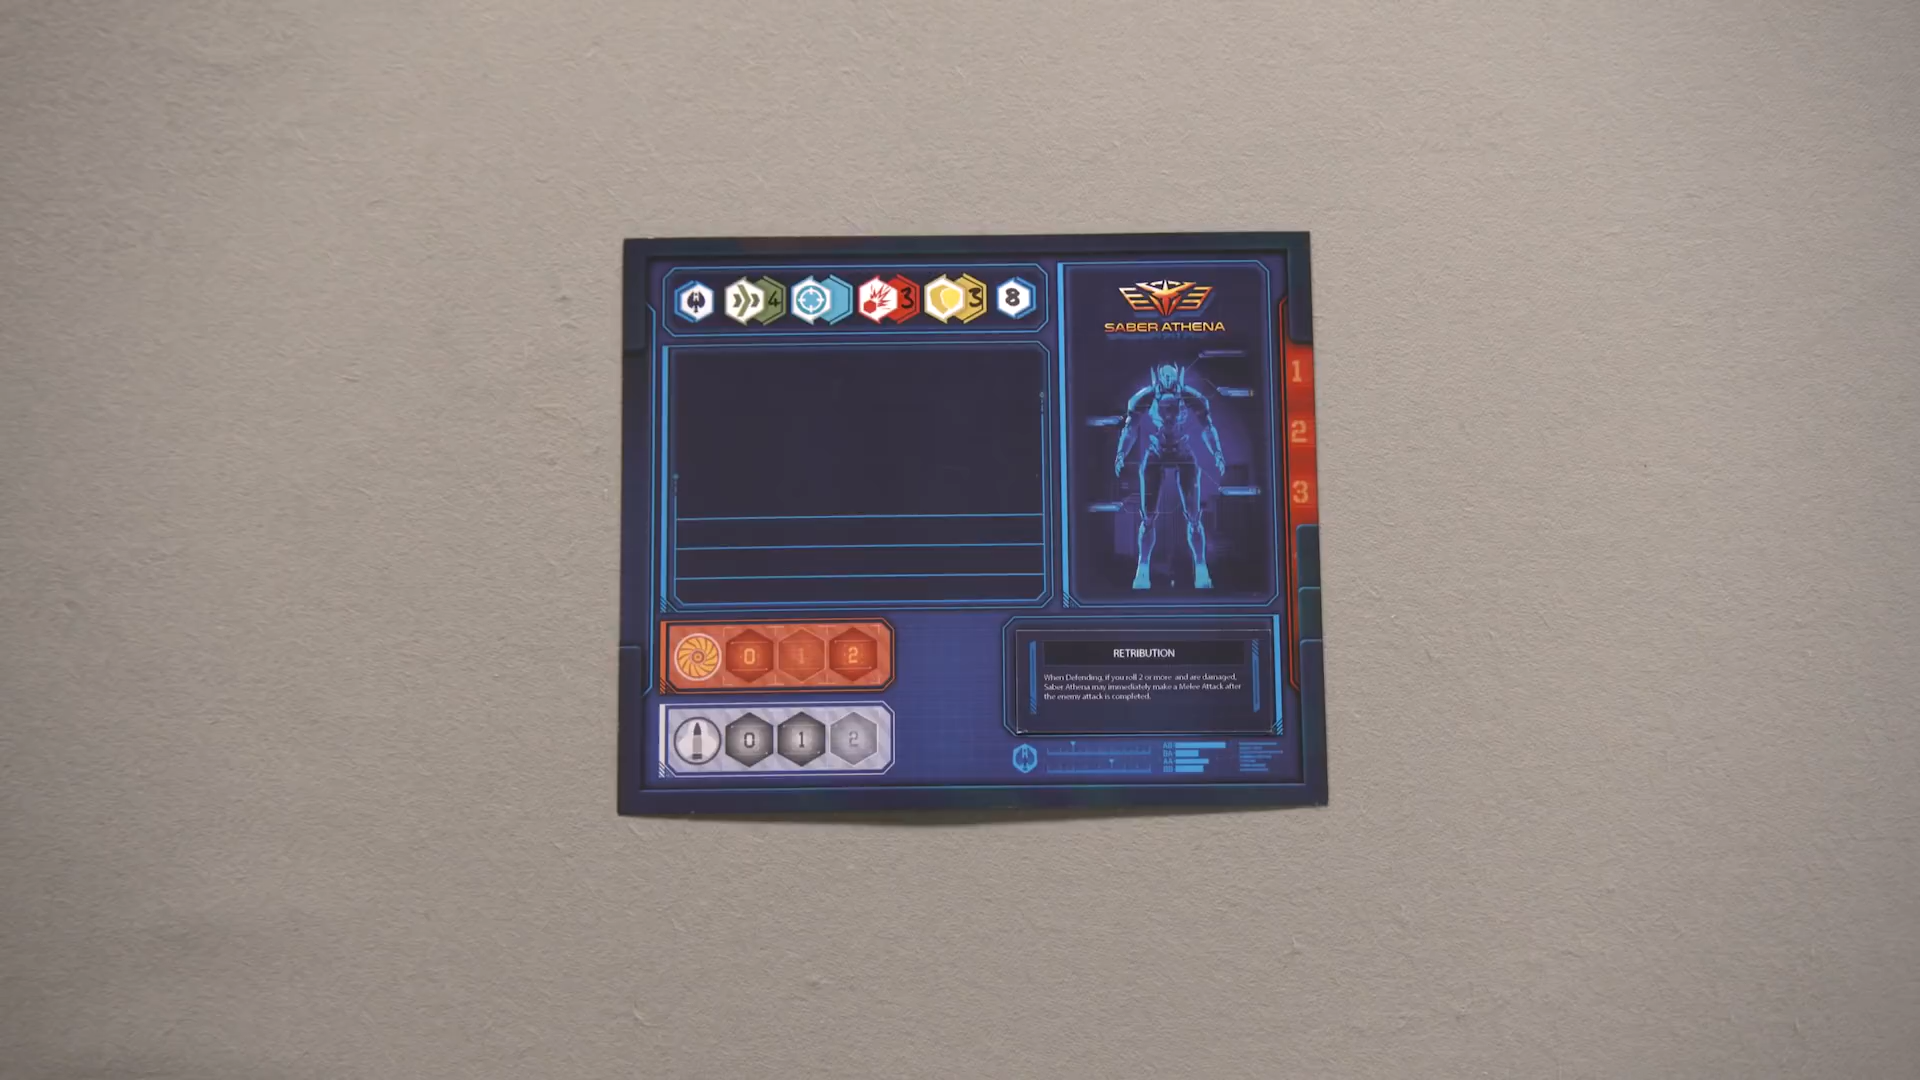 4 3 3 8
SABER ATHENA
1
2
3
0 1 2
RETRIBUTION
When Defending, if you roll 2 or more and are damaged,
Saber Athena may immediately make a Melee Attack after
the enemy attack is completed.
0 1 2